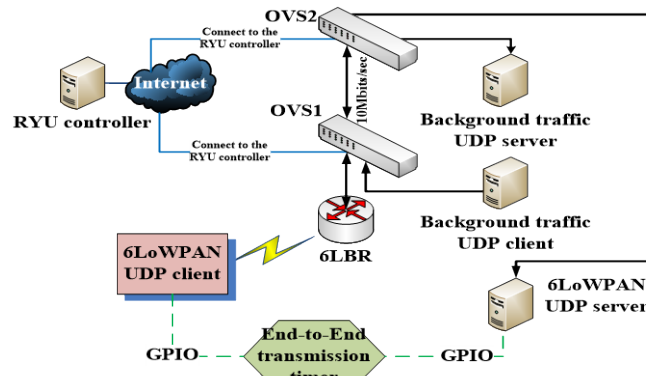 OVS2
Connect to the
RYU controller
Internet
RYU controller
10Mbits/sec
OVS1
Background traffic
UDP server
Connect to the
RYU controller
Background traffic
UDP client
6LoWPAN
UDP client
6LBR
6LoWPAN
UDP server
End-to-End
transmission
timer
GPIO
GPIO